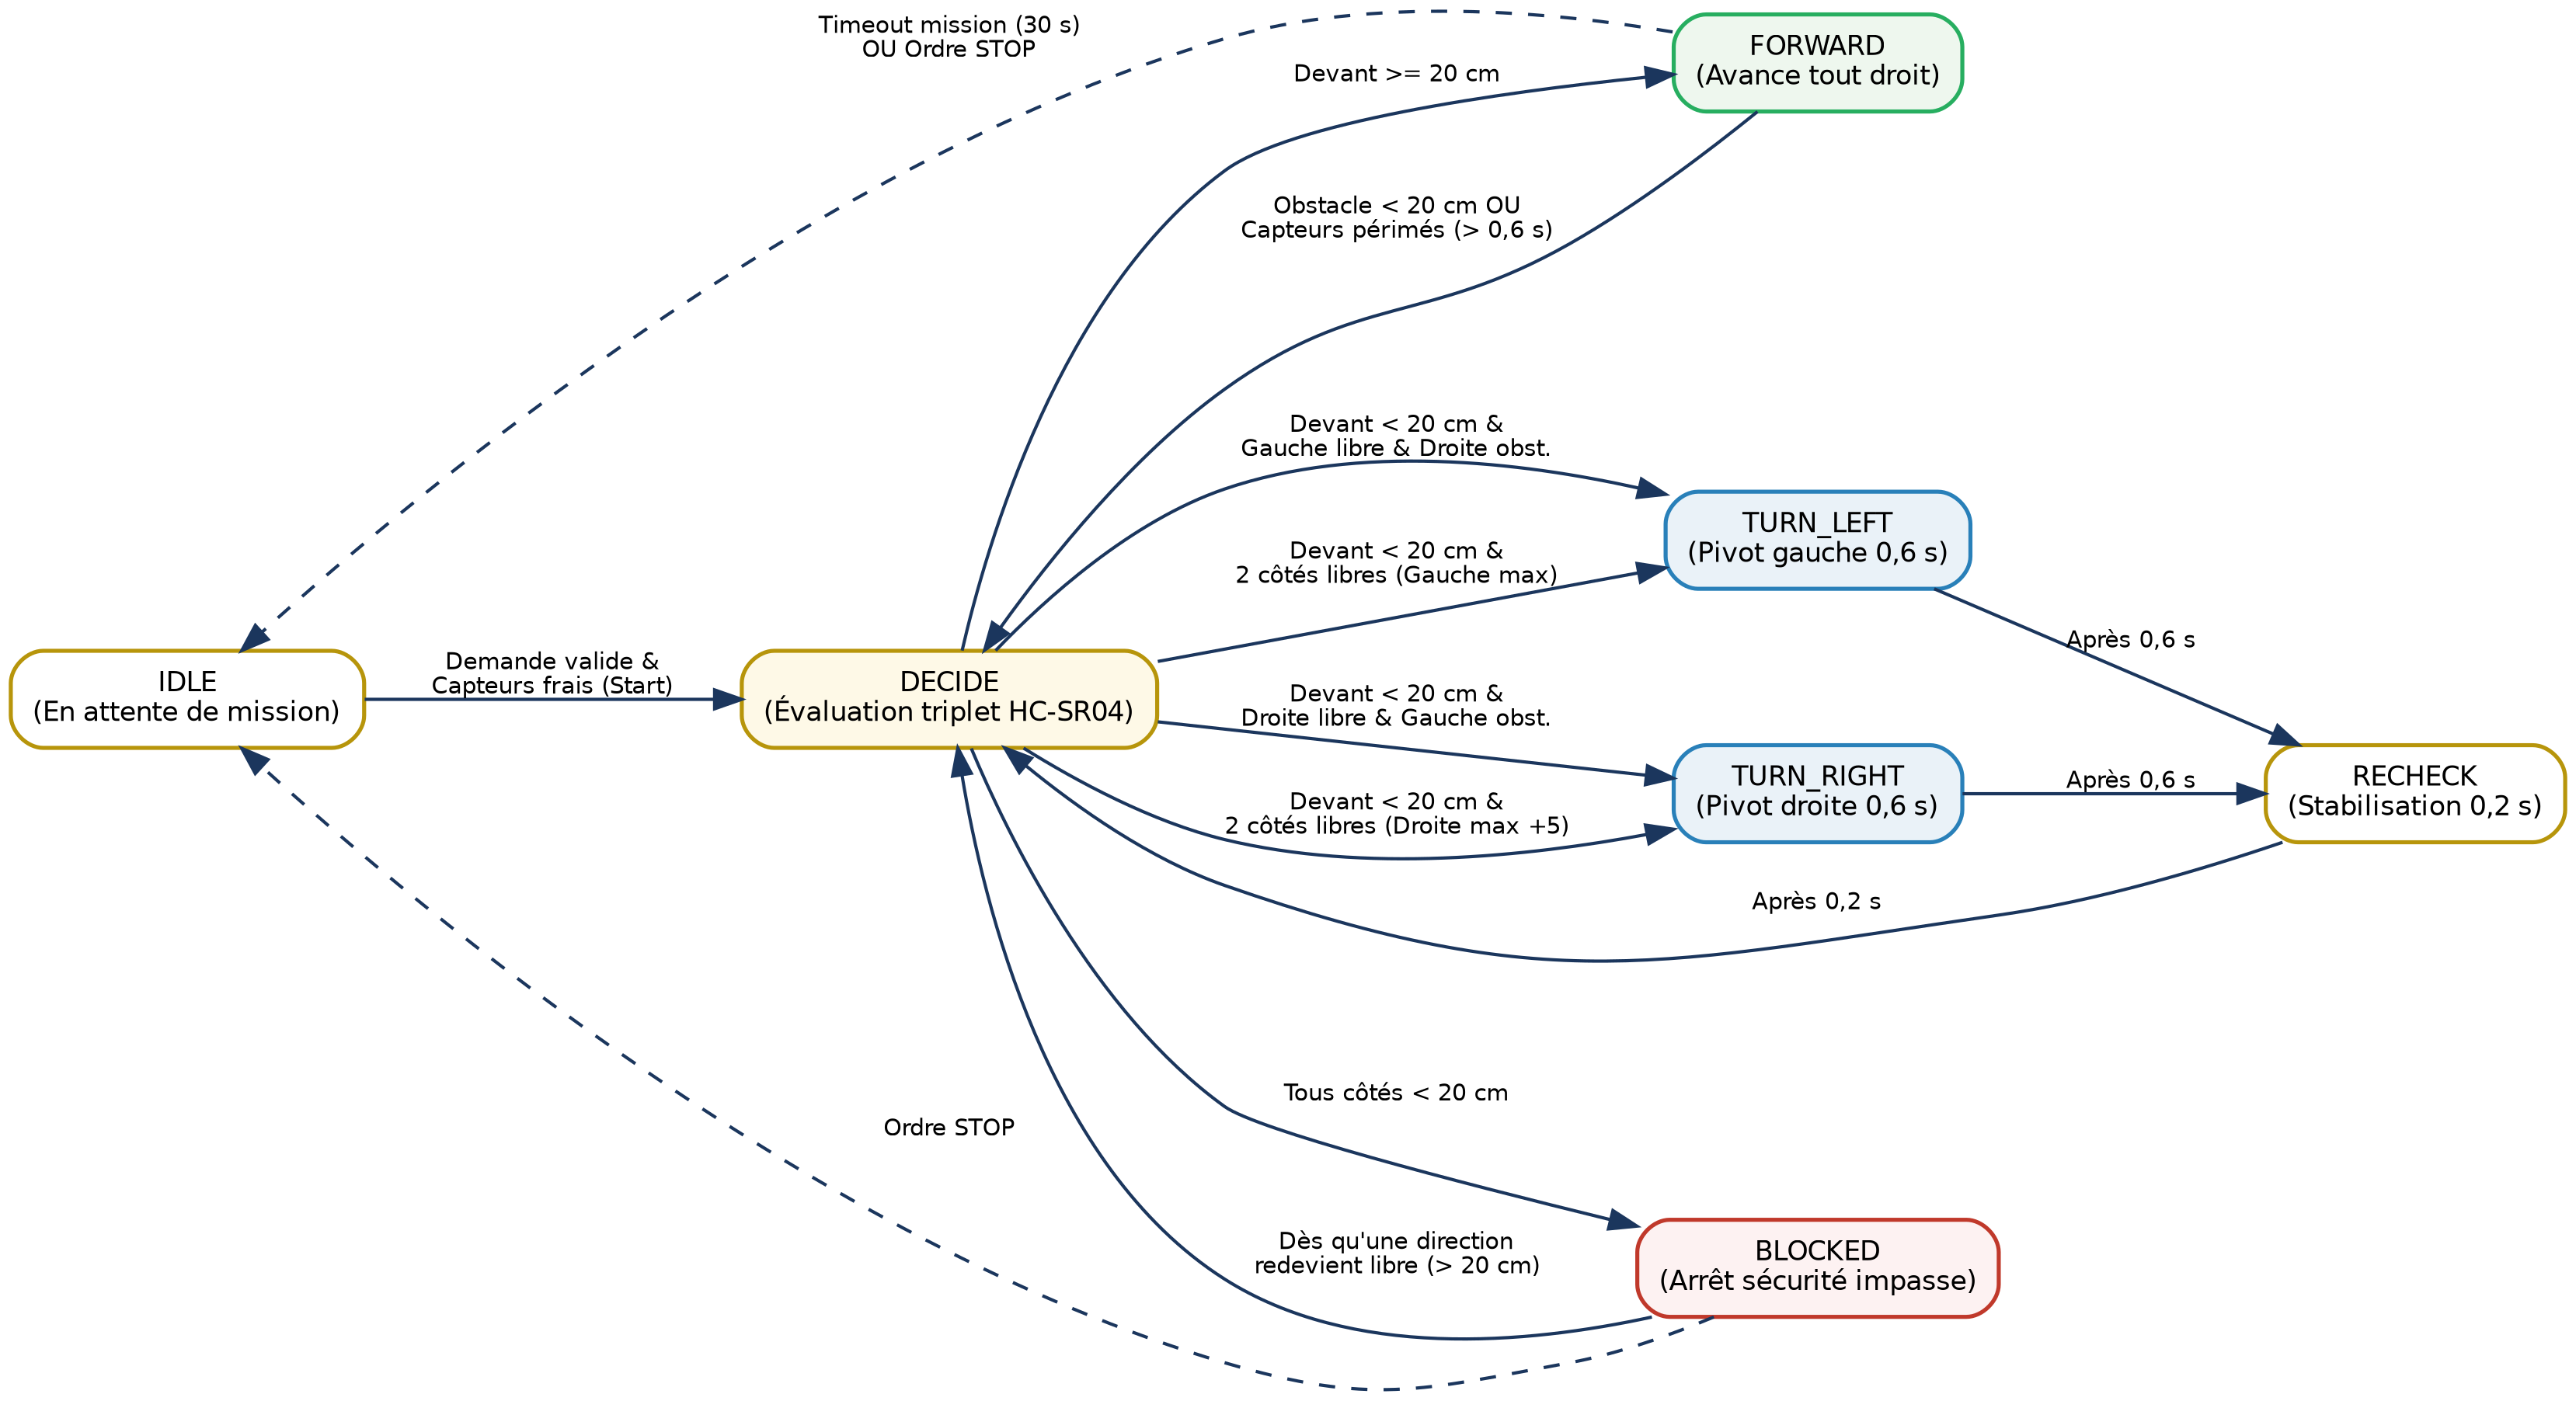 Timeout mission (30 s)
OU Ordre STOP
FORWARD
(Avance tout droit)
Devant >= 20 cm
Obstacle < 20 cm OU
Capteurs périmés (> 0,6 s)
Devant < 20 cm &
Gauche libre & Droite obst.
TURN_LEFT
(Pivot gauche 0,6 s)
Devant < 20 cm &
2 côtés libres (Gauche max)
Après 0,6 s
IDLE
(En attente de mission)
Demande valide &
Capteurs frais (Start)
DECIDE
(Évaluation triplet HC-SR04)
Devant < 20 cm &
Droite libre & Gauche obst.
TURN_RIGHT
(Pivot droite 0,6 s)
Après 0,6 s
RECHECK
(Stabilisation 0,2 s)
Devant < 20 cm &
2 côtés libres (Droite max +5)
Après 0,2 s
Tous côtés < 20 cm
Ordre STOP
Dès qu'une direction
redevient libre (> 20 cm)
BLOCKED
(Arrêt sécurité impasse)